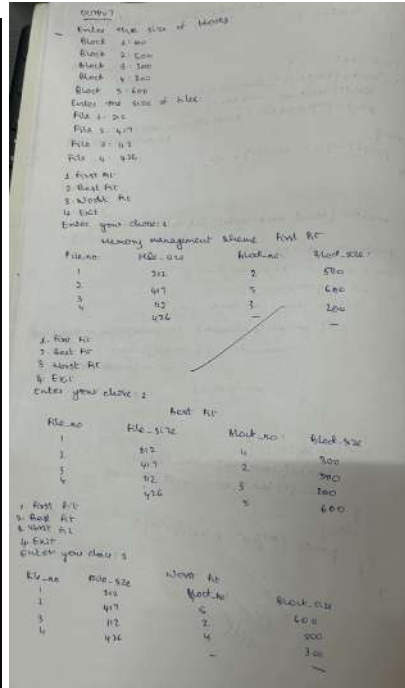 OUTPUT
Enter the size of blocks
Block 1:
Block 2: 500
Block 3: 200
Block 4: 300
Block 5: 600
Enter the size of files:
File 1: 212
File 2: 417
File 3: 112
File 4: 426
1. First Fit
2. Best Fit
3. Worst Fit
4. Exit
Enter your choice: 1
Memory management scheme First Fit
File_no: File_size Block_no: Block_size:
1 212 2 500
2 417 5 600
3 112 3 200
4 426 — —
1. First Fit
2. Best Fit
3. Worst Fit
4. Exit
Enter your choice: 2
Best Fit
File_no File_size Block_no: Block_size
1 212 4 300
2 417 2 500
3 112 3 200
4 426 5 600
1. First Fit
2. Best Fit
3. Worst Fit
4. Exit
Enter your choice: 3
Worst Fit
File_no File_size Block_no Block_size
1 212 5 600
2 417 2 500
3 112 4 300
4 426 — —